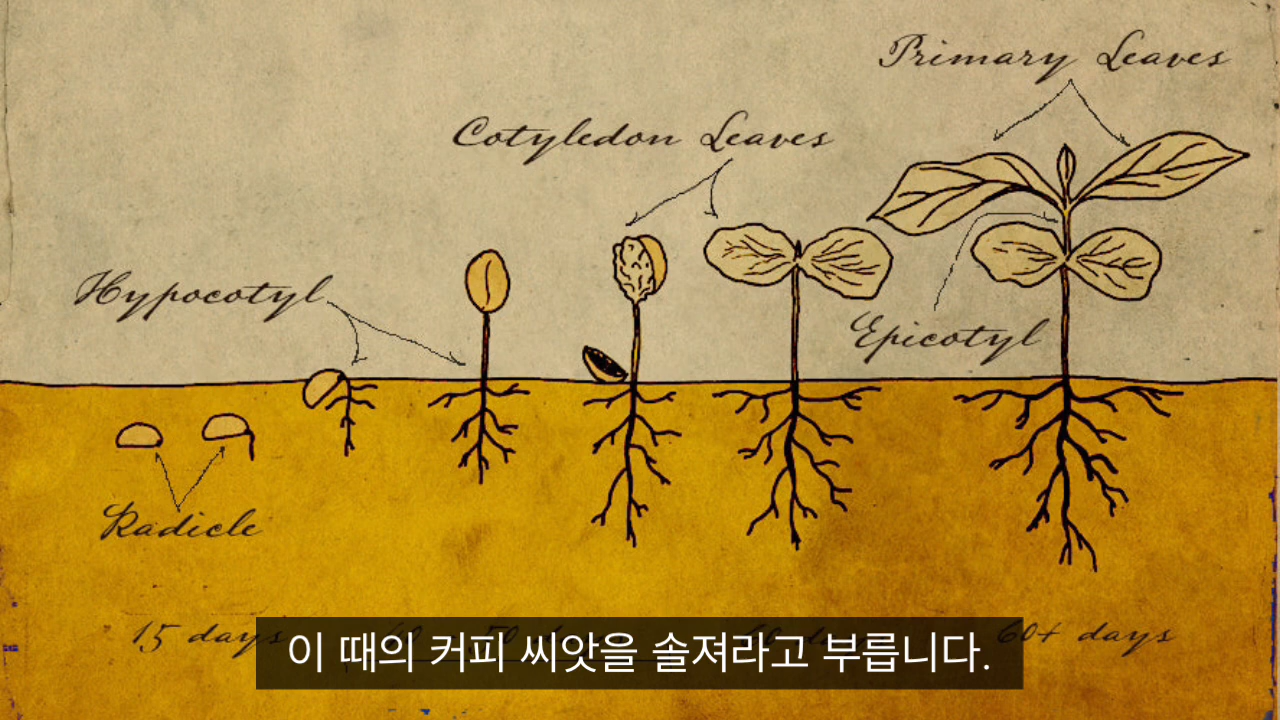 Primary Leaves
Cotyledon Leaves
Hypocotyl
Epicotyl
Radicle
15 days
60+ days
이 때의 커피 씨앗을 솔져라고 부릅니다.